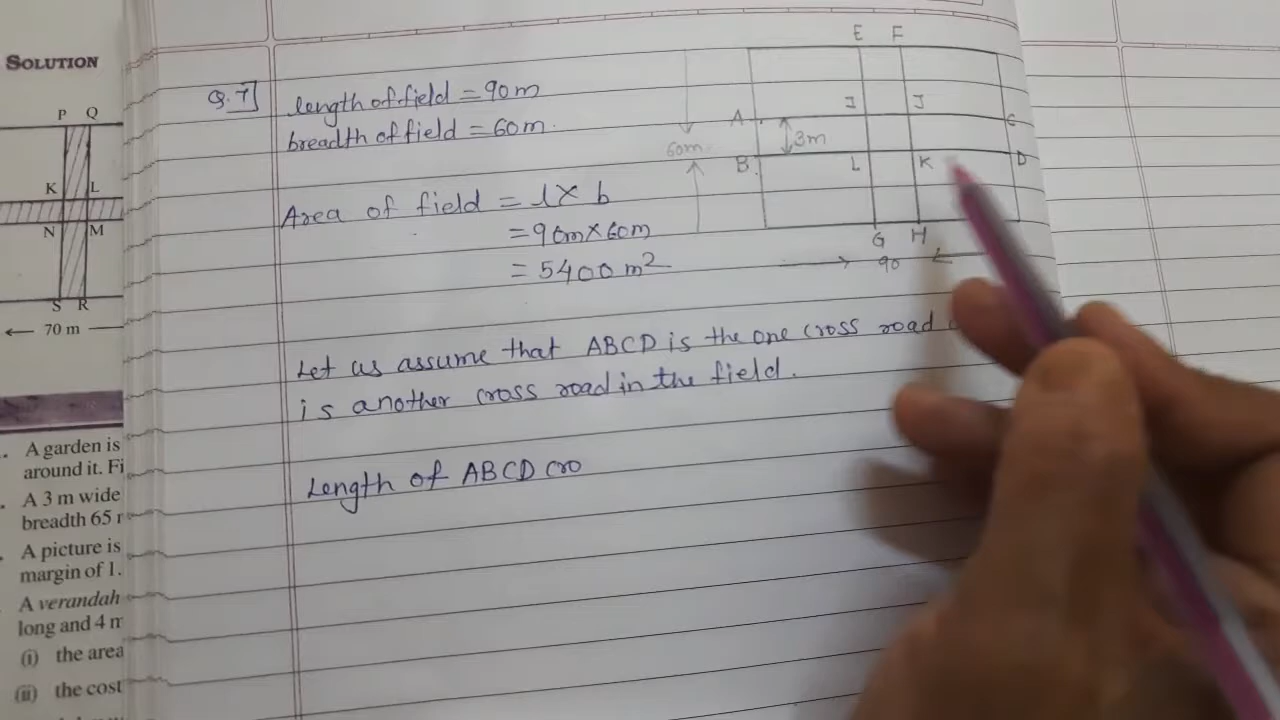 SOLUTION
P Q
K L
N M
S R
← 70 m
A garden is
around it. Fi
A 3 m wide
breadth 65
A picture is
margin of 1.
A verandah
long and 4 m
(i) the area
(ii) the cost
Q.7]
length of field = 90m
breadth of field = 60m.
Area of field = l × b
= 90m × 60m
= 5400 m²
Let us assume that ABCD is the one cross road
is another cross road in the field.
Length of ABCD cro
E F
A I J C
60m 3m
B L K D
G H
90